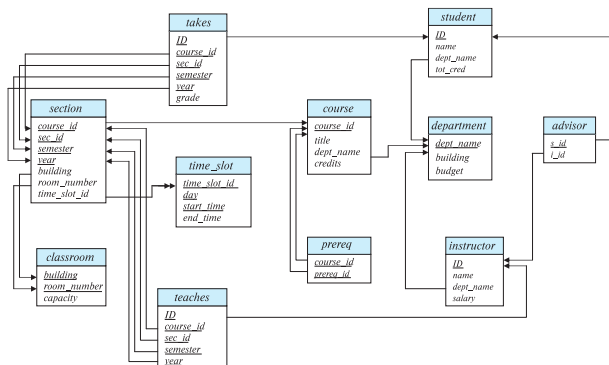 takes
ID
course_id
sec_id
semester
year
grade
student
ID
name
dept_name
tot_cred
section
course_id
sec_id
semester
year
building
room_number
time_slot_id
course
course_id
title
dept_name
credits
department
dept_name
building
budget
advisor
s_id
i_id
time_slot
time_slot_id
day
start_time
end_time
classroom
building
room_number
capacity
prereq
course_id
prereq_id
instructor
ID
name
dept_name
salary
teaches
ID
course_id
sec_id
semester
year